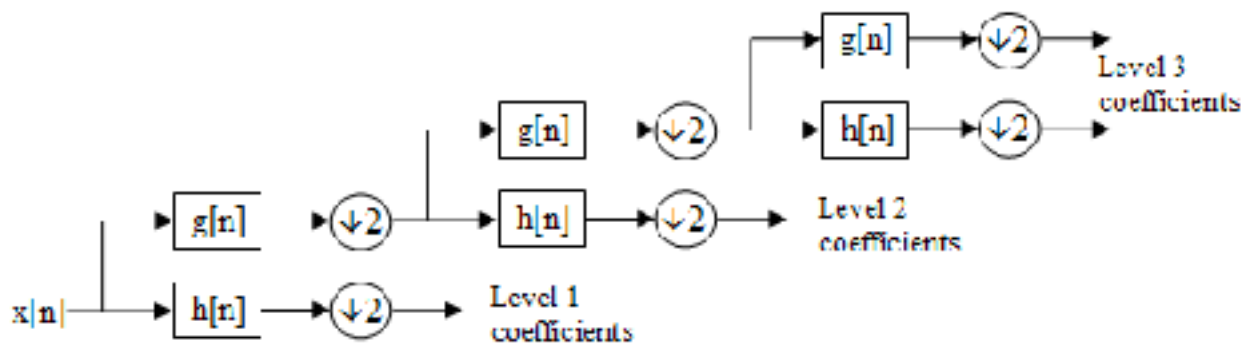 g[n] ↓2
Level 3
coefficients
g[n] ↓2 h[n] ↓2
g[n] ↓2 h[n] ↓2 Level 2
coefficients
x[n] h[n] ↓2 Level 1
coefficients